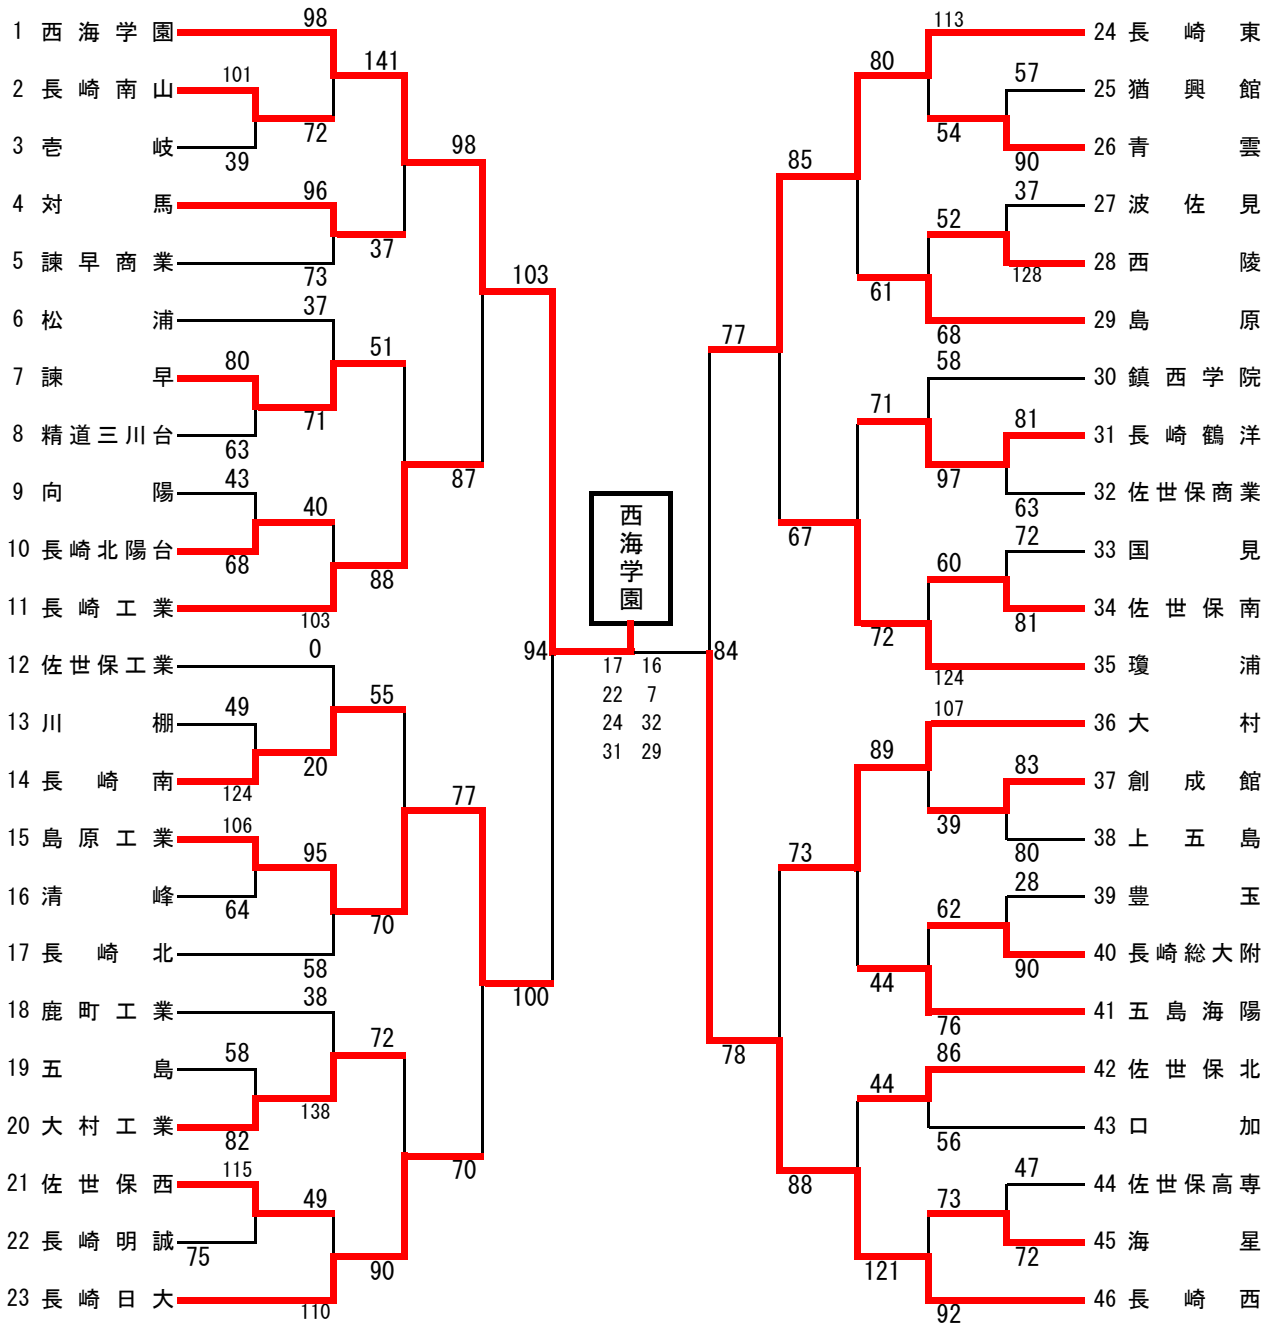 1 西海学園 98
2 長崎南山 101
3 壱岐 39
141
72
4 対馬 96
5 諫早商業 73
37
98
6 松浦 37
7 諫早 80
8 精道三川台 63
71
51
9 向陽 43
10 長崎北陽台 68
40
11 長崎工業 103
88
87
103
12 佐世保工業 0
13 川棚 49
14 長崎南 124
20
55
15 島原工業 106
16 清峰 64
95
17 長崎北 58
70
77
18 鹿町工業 38
19 五島 58
20 大村工業 82
138
72
21 佐世保西 115
22 長崎明誠 75
49
23 長崎日大 110
90
70
100
94
西海学園
17 16
22 7
24 32
31 29
84
113 24 長崎東
57 25 猶興館
90 26 青雲
54
80
37 27 波佐見
128 28 西陵
52
68 29 島原
61
85
58 30 鎮西学院
81 31 長崎鶴洋
63 32 佐世保商業
97
71
72 33 国見
81 34 佐世保南
60
124 35 瓊浦
72
67
77
107 36 大村
83 37 創成館
80 38 上五島
39
89
28 39 豊玉
90 40 長崎総大附
62
76 41 五島海陽
44
73
86 42 佐世保北
56 43 口加
44
47 44 佐世保高専
72 45 海星
73
92 46 長崎西
121
88
78